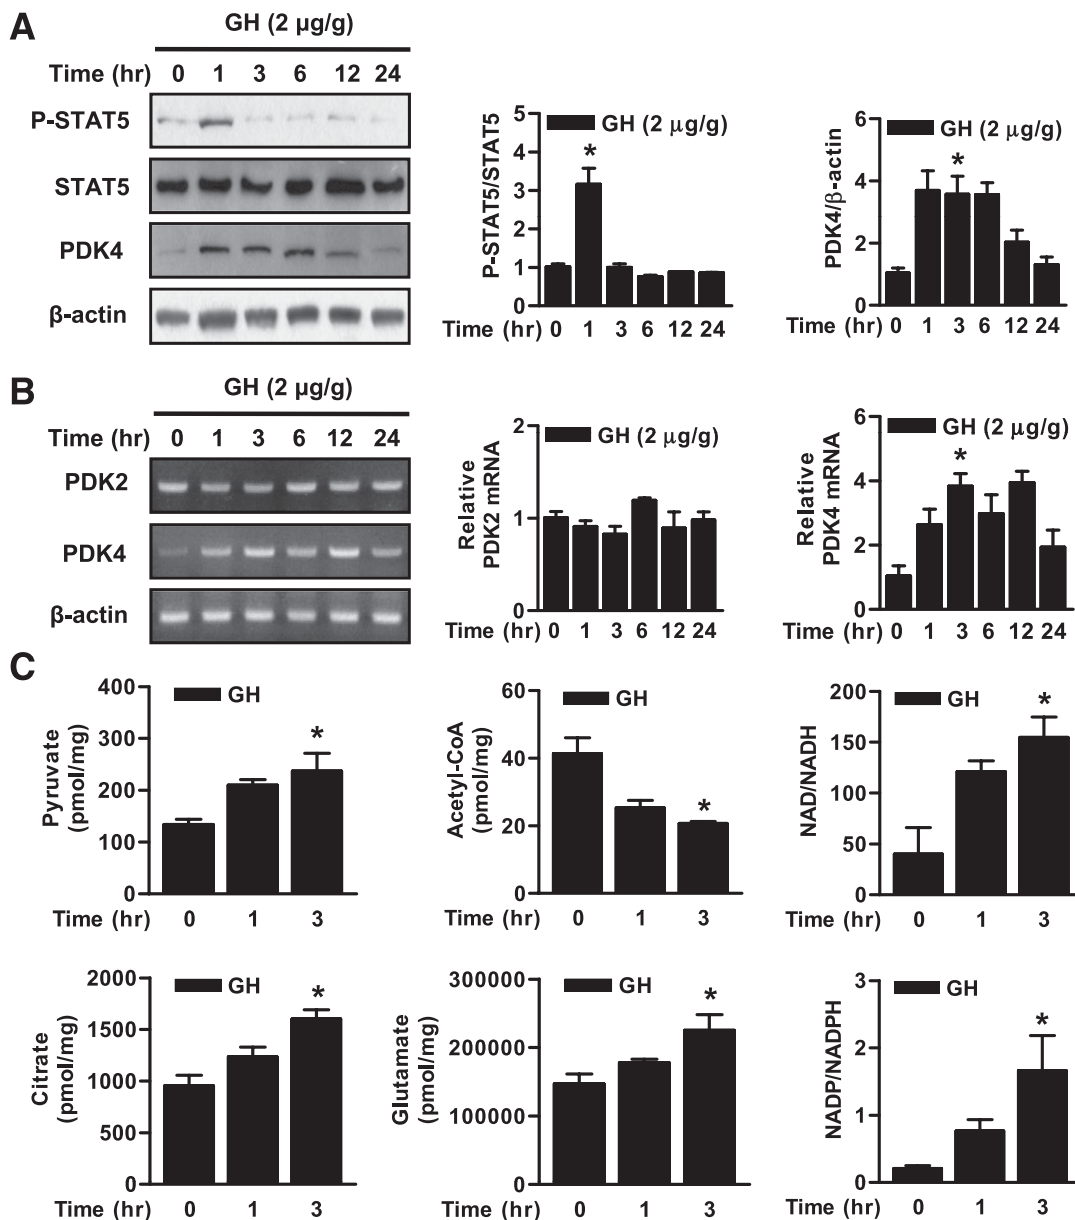 A
GH (2 µg/g)
Time (hr) 0 1 3 6 12 24
P-STAT5
STAT5
PDK4
β-actin
P-STAT5/STAT5
5
4
3
2
1
0
GH (2 µg/g)
*
Time (hr) 0 1 3 6 12 24
PDK4/β-actin
6
4
2
0
GH (2 µg/g)
*
Time (hr) 0 1 3 6 12 24
B
GH (2 µg/g)
Time (hr) 0 1 3 6 12 24
PDK2
PDK4
β-actin
Relative
PDK2 mRNA
2
1
0
GH (2 µg/g)
Time (hr) 0 1 3 6 12 24
Relative
PDK4 mRNA
6
4
2
0
GH (2 µg/g)
*
Time (hr) 0 1 3 6 12 24
C
Pyruvate
(pmol/mg)
400
300
200
100
0
GH
*
Time (hr) 0 1 3
Acetyl-CoA
(pmol/mg)
60
40
20
0
GH
*
Time (hr) 0 1 3
NAD/NADH
200
150
100
50
0
GH
*
Time (hr) 0 1 3
Citrate
(pmol/mg)
2000
1500
1000
500
0
GH
*
Time (hr) 0 1 3
Glutamate
(pmol/mg)
300000
200000
100000
0
GH
*
Time (hr) 0 1 3
NADP/NADPH
3
2
1
0
GH
*
Time (hr) 0 1 3